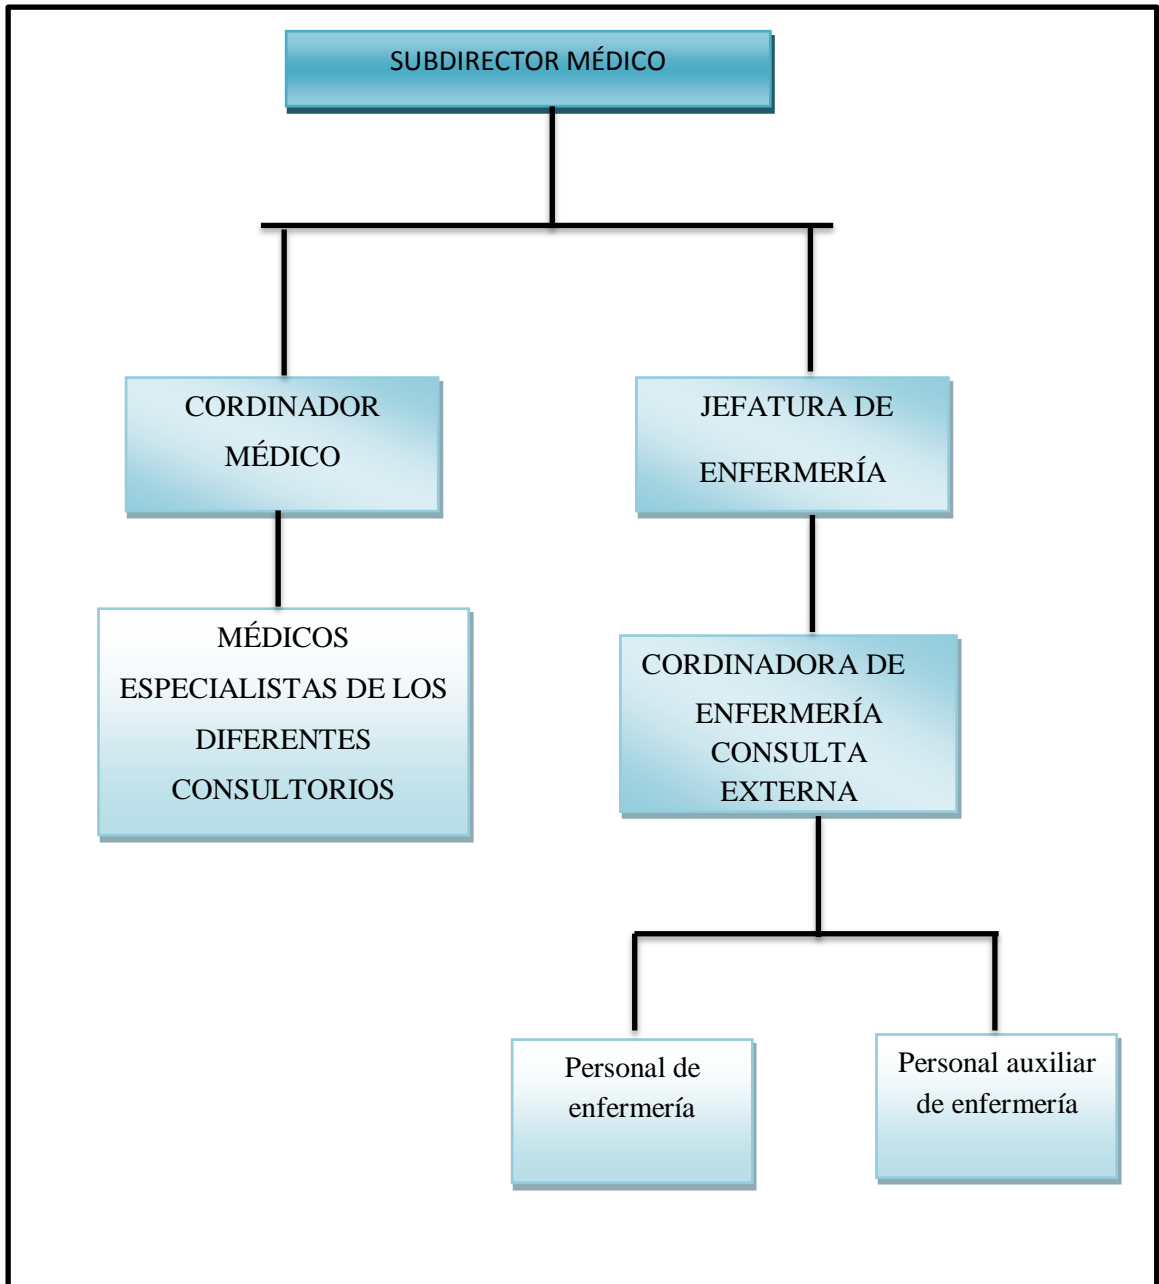 SUBDIRECTOR MÉDICO
CORDINADOR
MÉDICO
JEFATURA DE
ENFERMERÍA
MÉDICOS
ESPECIALISTAS DE LOS
DIFERENTES
CONSULTORIOS
CORDINADORA DE
ENFERMERÍA
CONSULTA
EXTERNA
Personal de
enfermería
Personal auxiliar
de enfermería